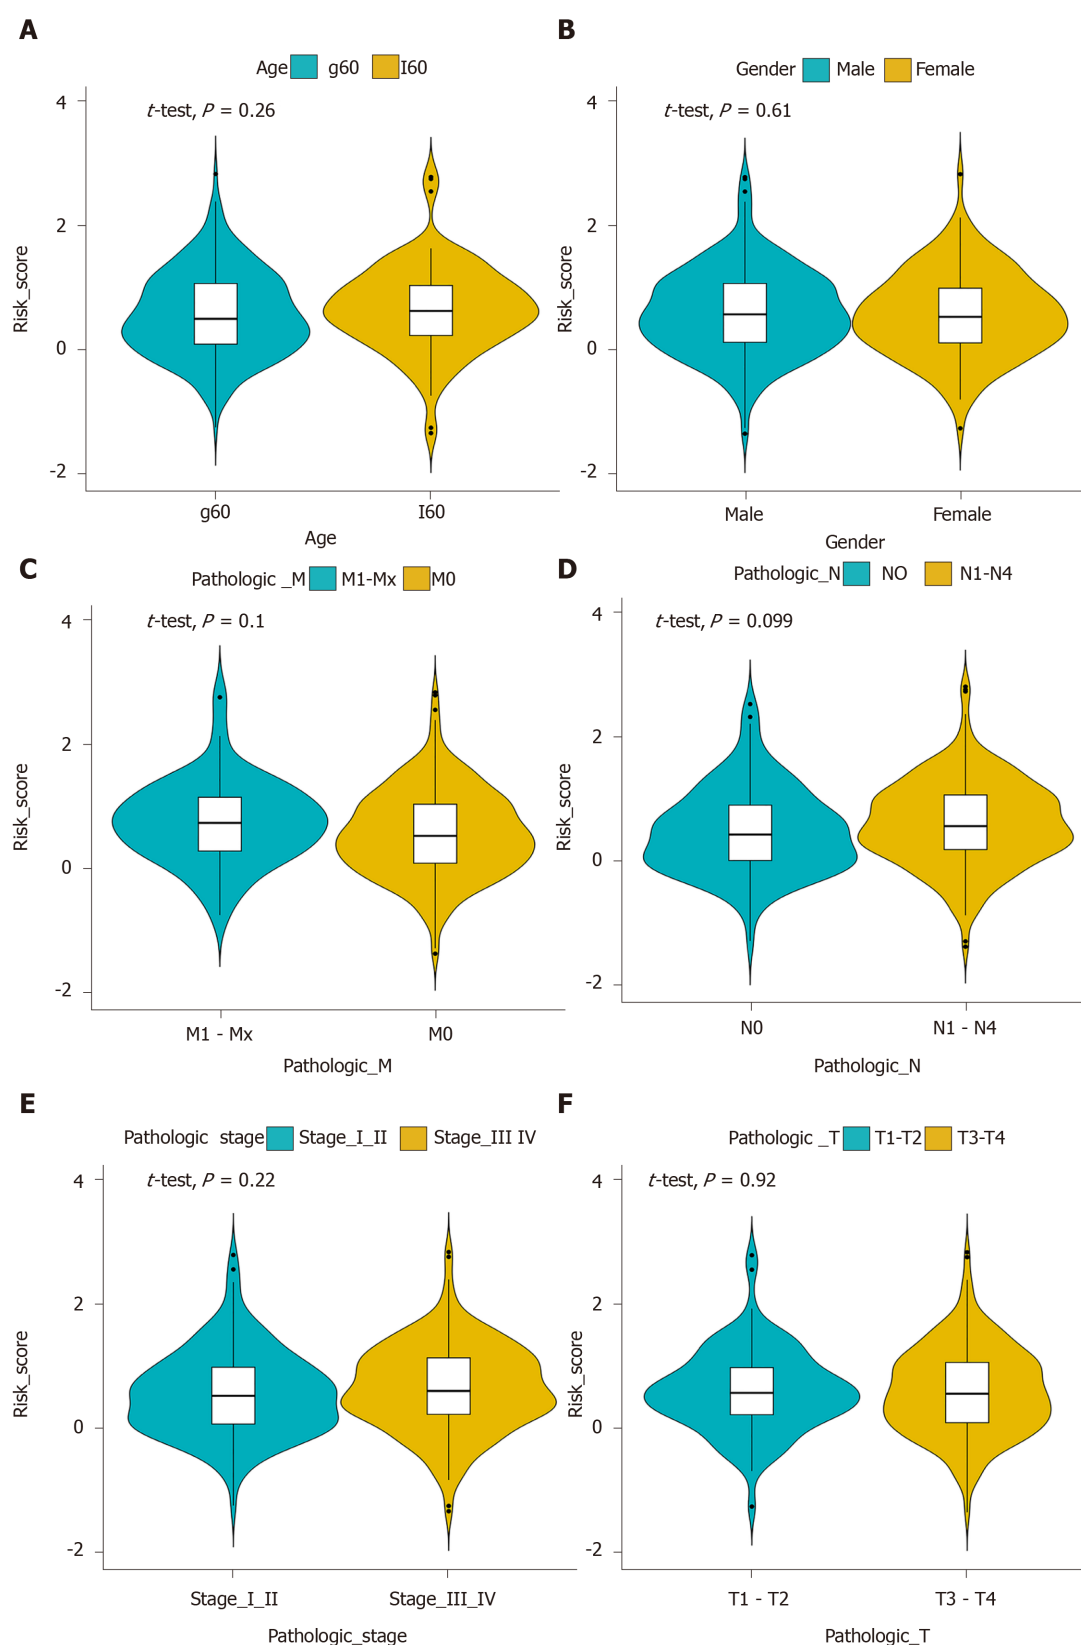 A
Age g60 I60
t-test, P = 0.26
4
2
0
-2
Risk_score
g60 I60
Age
B
Gender Male Female
t-test, P = 0.61
4
2
0
-2
Risk_score
Male Female
Gender
C
Pathologic _M M1-Mx M0
t-test, P = 0.1
4
2
0
-2
Risk_score
M1 - Mx M0
Pathologic_M
D
Pathologic_N NO N1-N4
t-test, P = 0.099
4
2
0
-2
Risk_score
N0 N1 - N4
Pathologic_N
E
Pathologic stage Stage_I_II Stage_III IV
t-test, P = 0.22
4
2
0
-2
Risk_score
Stage_I_II Stage_III_IV
Pathologic_stage
F
Pathologic _T T1-T2 T3-T4
t-test, P = 0.92
4
2
0
-2
Risk_score
T1 - T2 T3 - T4
Pathologic_T